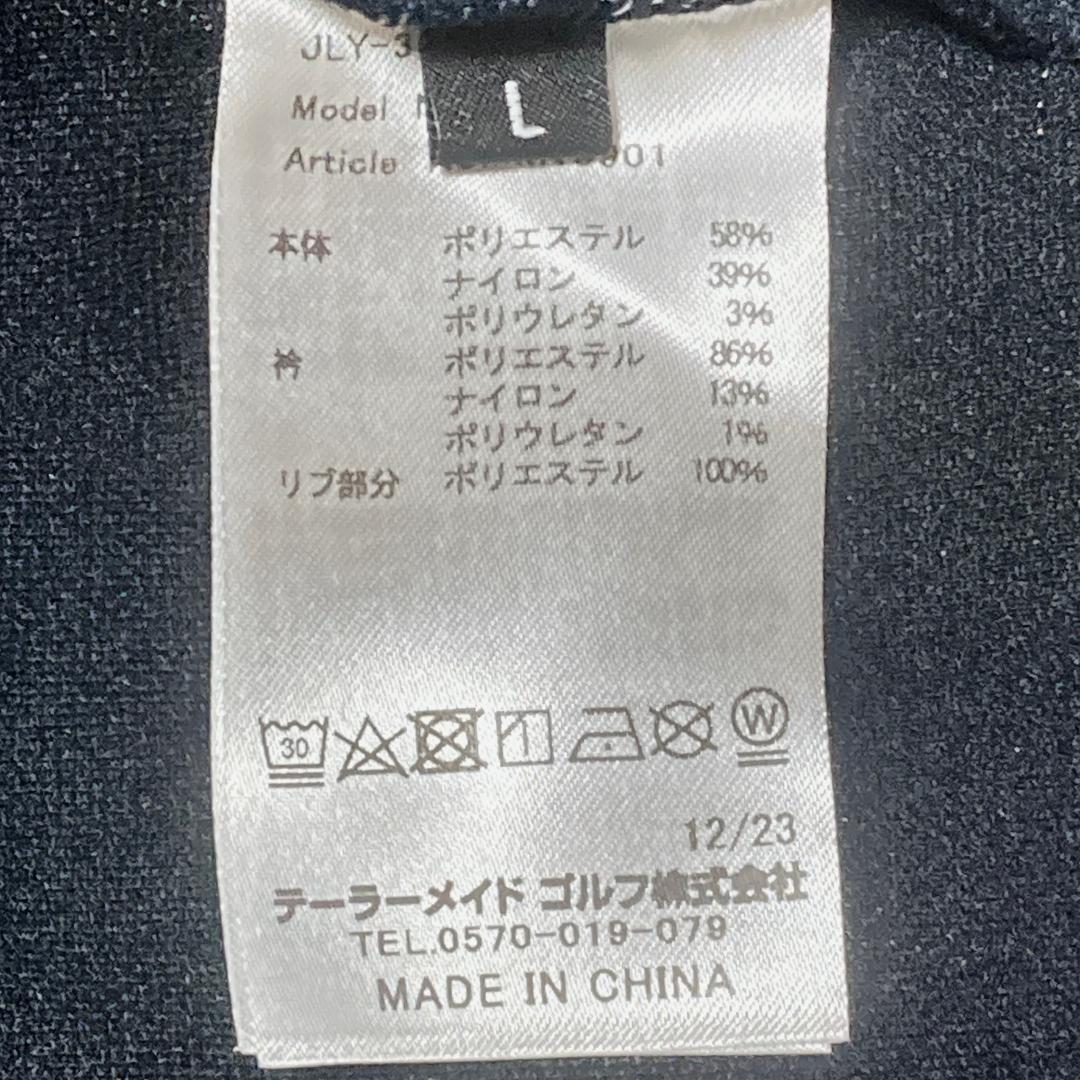 JLY-3
L
Model
Article 01
本体 ポリエステル 58%
ナイロン 39%
ポリウレタン 3%
衿 ポリエステル 86%
ナイロン 13%
ポリウレタン 1%
リブ部分 ポリエステル 100%
30 W
12/23
テーラーメイド ゴルフ株式会社
TEL.0570-019-079
MADE IN CHINA